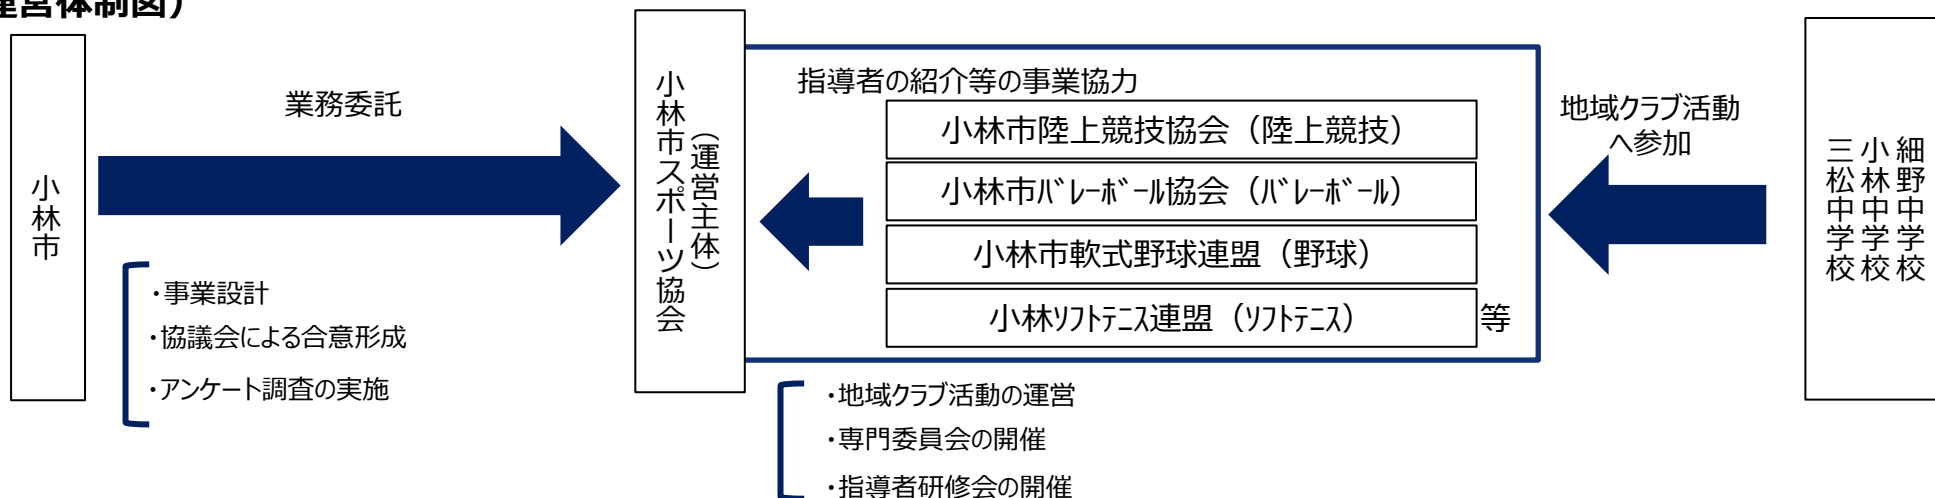 運営体制図）
小林市
業務委託
・事業設計
・協議会による合意形成
・アンケート調査の実施
小林市スポーツ協会
（運営主体）
指導者の紹介等の事業協力
小林市陸上競技協会（陸上競技）
小林市ﾊﾞﾚｰﾎﾞｰﾙ協会（ﾊﾞﾚｰﾎﾞｰﾙ）
小林市軟式野球連盟（野球）
小林ｿﾌﾄﾃﾆｽ連盟（ｿﾌﾄﾃﾆｽ）
等
・地域クラブ活動の運営
・専門委員会の開催
・指導者研修会の開催
地域クラブ活動
へ参加
細野中学校
小林中学校
三松中学校